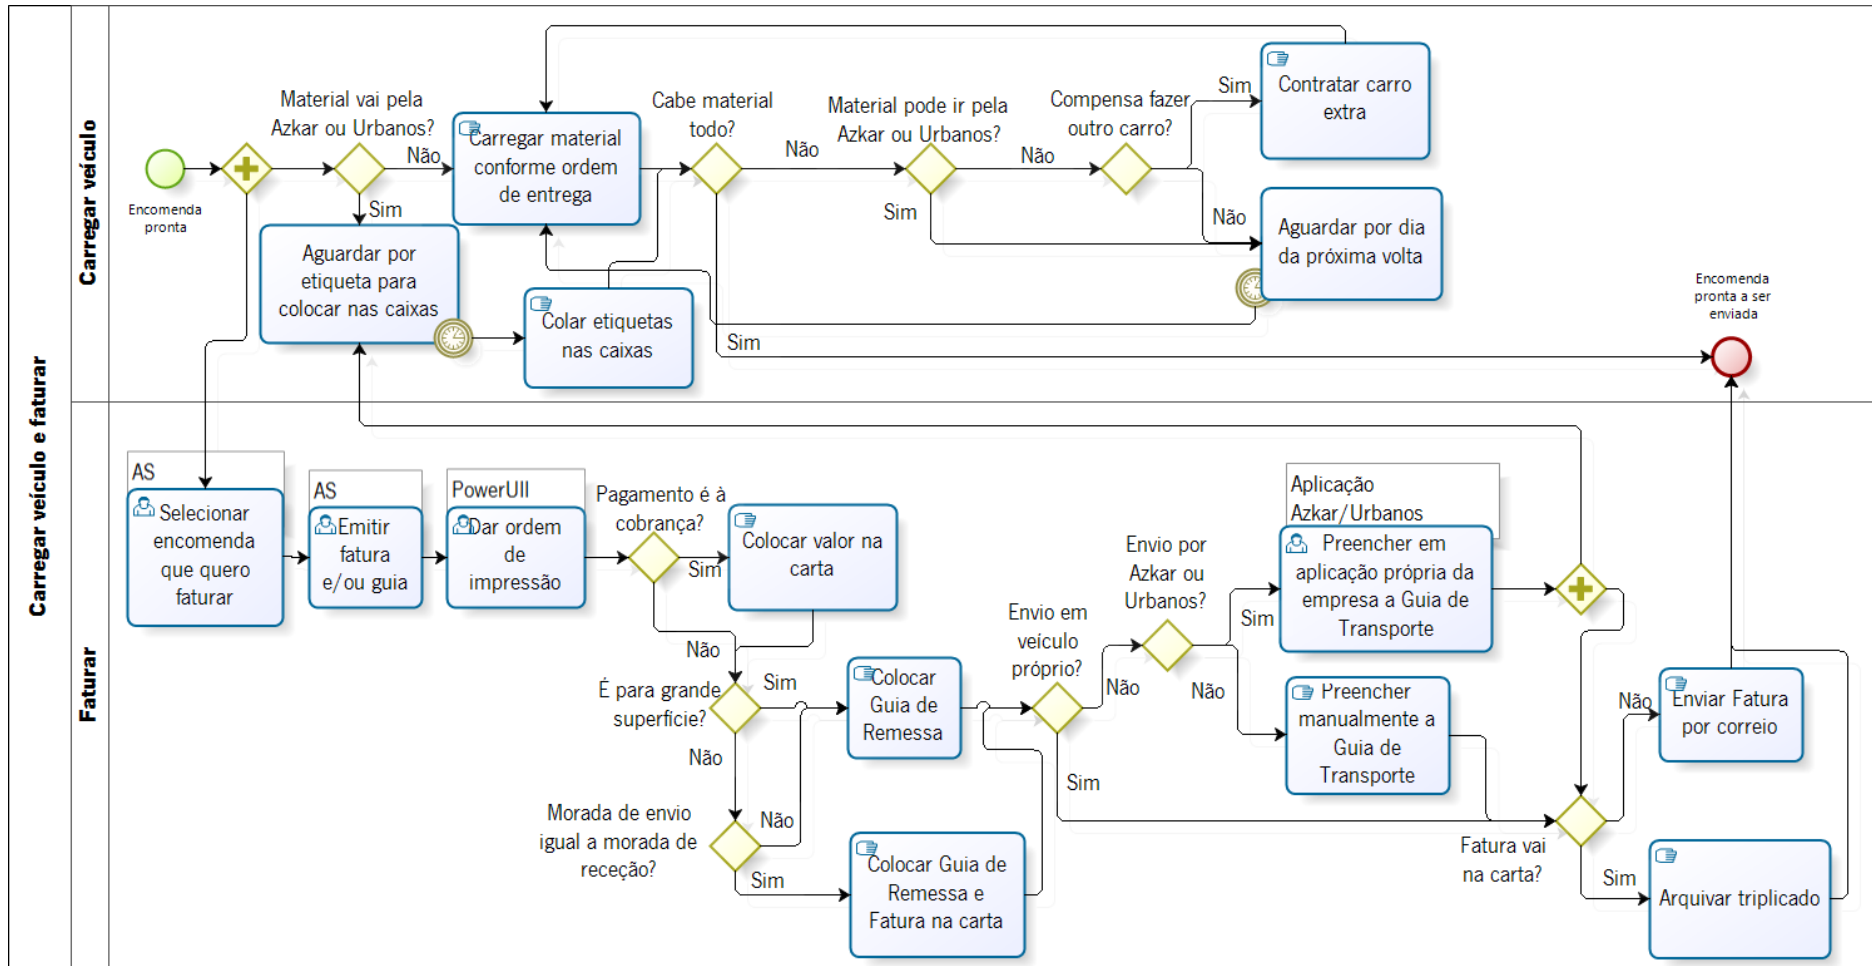 Carregar veículo e faturar
Carregar veículo
Encomenda
pronta
Material vai pela
Azkar ou Urbanos?
Não
Sim
Carregar material
conforme ordem
de entrega
Aguardar por
etiqueta para
colocar nas caixas
Colar etiquetas
nas caixas
Cabe material
todo?
Não
Sim
Material pode ir pela
Azkar ou Urbanos?
Não
Sim
Compensa fazer
outro carro?
Sim
Não
Contratar carro
extra
Aguardar por dia
da próxima volta
Encomenda
pronta a ser
enviada
Faturar
AS
Selecionar
encomenda
que quero
faturar
AS
Emitir
fatura
e/ou guia
PowerUII
Dar ordem
de
impressão
Pagamento é à
cobrança?
Sim
Não
Colocar valor na
carta
É para grande
superfície?
Sim
Não
Morada de envio
igual a morada de
receção?
Não
Sim
Colocar
Guia de
Remessa
Colocar Guia de
Remessa e
Fatura na carta
Envio em
veículo
próprio?
Não
Sim
Envio por
Azkar ou
Urbanos?
Sim
Não
Aplicação
Azkar/Urbanos
Preencher em
aplicação própria da
empresa a Guia de
Transporte
Preencher
manualmente a
Guia de
Transporte
Fatura vai
na carta?
Não
Sim
Enviar Fatura
por correio
Arquivar triplicado